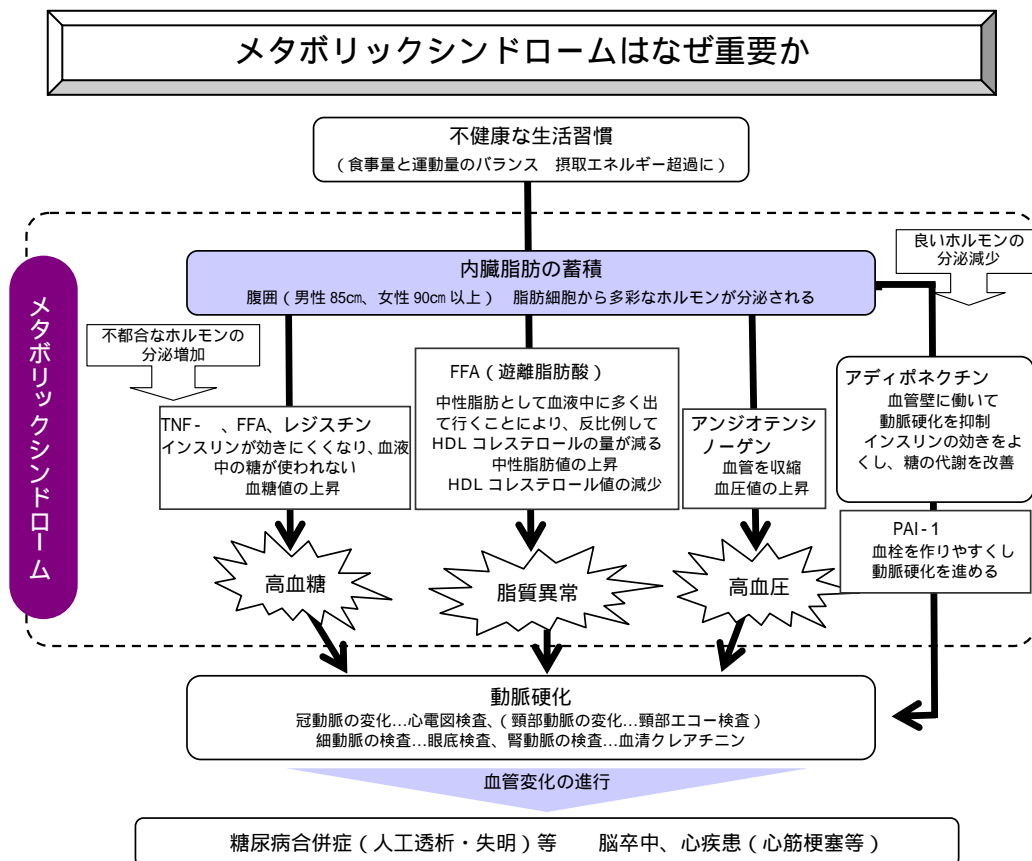 メタボリックシンドロームはなぜ重要か
不健康な生活習慣
(食事量と運動量のバランス　摂取エネルギー超過に)
メタボリックシンドローム
良いホルモンの
分泌減少
内臓脂肪の蓄積
腹囲(男性85㎝、女性90㎝以上)　脂肪細胞から多彩なホルモンが分泌される
不都合なホルモンの
分泌増加
TNF-　、FFA、レジスチン
インスリンが効きにくくなり、血液
中の糖が使われない
血糖値の上昇
FFA(遊離脂肪酸)
中性脂肪として血液中に多く出
て行くことにより、反比例して
HDLコレステロールの量が減る
中性脂肪値の上昇
HDLコレステロール値の減少
アンジオテンシ
ノーゲン
血管を収縮
血圧値の上昇
アディポネクチン
血管壁に働いて
動脈硬化を抑制
インスリンの効きをよ
くし、糖の代謝を改善
PAI-1
血栓を作りやすくし
動脈硬化を進める
高血糖
脂質異常
高血圧
動脈硬化
冠動脈の変化…心電図検査、(頸部動脈の変化…頸部エコー検査)
細動脈の検査…眼底検査、腎動脈の検査…血清クレアチニン
血管変化の進行
糖尿病合併症(人工透析・失明)等　脳卒中、心疾患(心筋梗塞等)